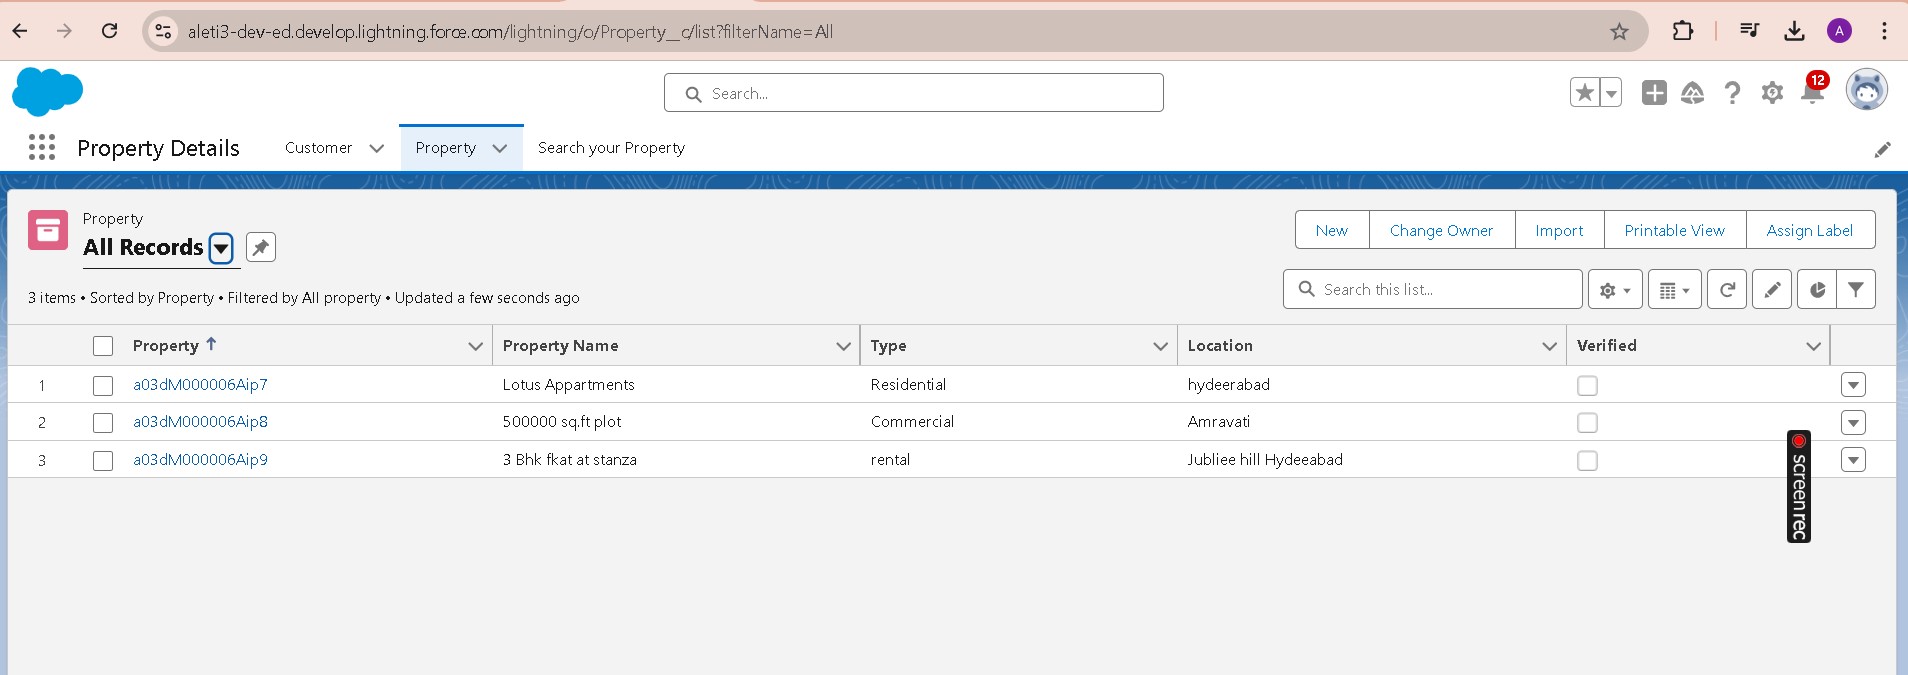 aleti3-dev-ed.develop.lightning.force.com/lightning/o/Property__c/list?filterName=All
A
Search...
12
Property Details Customer Property Search your Property
Property
All Records
New Change Owner Import Printable View Assign Label
3 items • Sorted by Property • Filtered by All property • Updated a few seconds ago
Search this list...
Property Property Name Type Location Verified
1 a03dM000006Aip7 Lotus Appartments Residential hydeerabad
2 a03dM000006Aip8 500000 sq.ft plot Commercial Amravati
3 a03dM000006Aip9 3 Bhk fkat at stanza rental Jubliee hill Hydeeabad
screenrec